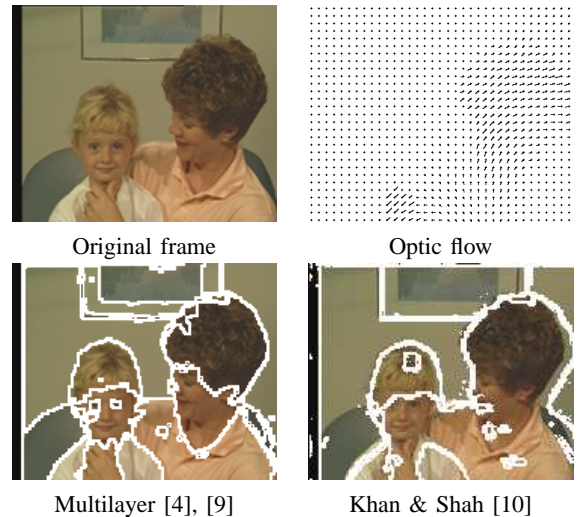 Original frame
Optic flow
Multilayer [4], [9]
Khan & Shah [10]